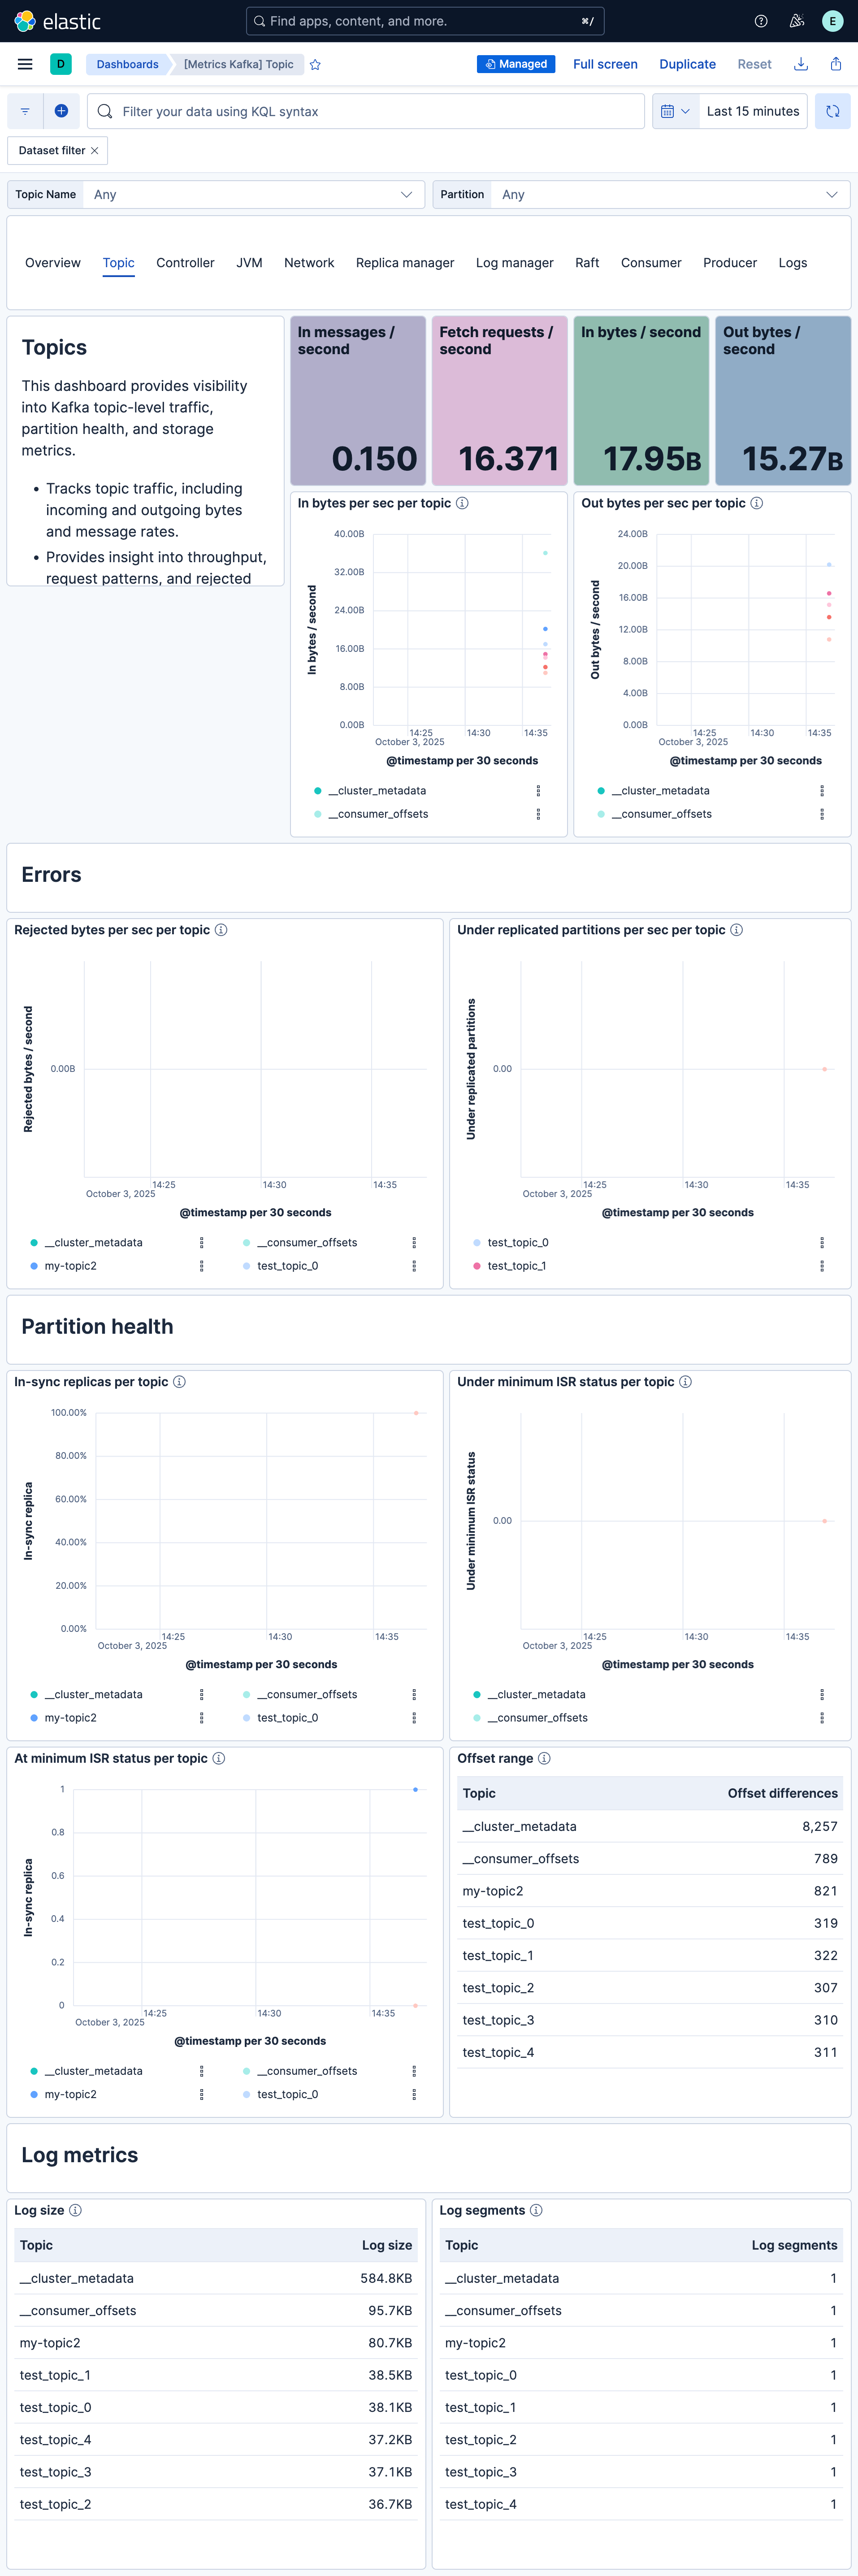 elastic
Find apps, content, and more.
⌘/
E
D
Dashboards
[Metrics Kafka] Topic
Managed
Full screen
Duplicate
Reset
Filter your data using KQL syntax
Last 15 minutes
Dataset filter
Topic Name
Any
Partition
Any
Overview
Topic
Controller
JVM
Network
Replica manager
Log manager
Raft
Consumer
Producer
Logs
Topics
This dashboard provides visibility
into Kafka topic-level traffic,
partition health, and storage
metrics.
• Tracks topic traffic, including
incoming and outgoing bytes
and message rates.
• Provides insight into throughput,
request patterns, and rejected
In messages /
second
0.150
Fetch requests /
second
16.371
In bytes / second
17.95B
Out bytes /
second
15.27B
In bytes per sec per topic
In bytes / second
40.00B
32.00B
24.00B
16.00B
8.00B
0.00B
14:25
14:30
14:35
October 3, 2025
@timestamp per 30 seconds
__cluster_metadata
__consumer_offsets
Out bytes per sec per topic
Out bytes / second
24.00B
20.00B
16.00B
12.00B
8.00B
4.00B
0.00B
14:25
14:30
14:35
October 3, 2025
@timestamp per 30 seconds
__cluster_metadata
__consumer_offsets
Errors
Rejected bytes per sec per topic
Rejected bytes / second
0.00B
14:25
14:30
14:35
October 3, 2025
@timestamp per 30 seconds
__cluster_metadata
__consumer_offsets
my-topic2
test_topic_0
Under replicated partitions per sec per topic
Under replicated partitions
0.00
14:25
14:30
14:35
October 3, 2025
@timestamp per 30 seconds
test_topic_0
test_topic_1
Partition health
In-sync replicas per topic
In-sync replica
100.00%
80.00%
60.00%
40.00%
20.00%
0.00%
14:25
14:30
14:35
October 3, 2025
@timestamp per 30 seconds
__cluster_metadata
__consumer_offsets
my-topic2
test_topic_0
Under minimum ISR status per topic
Under minimum ISR status
0.00
14:25
14:30
14:35
October 3, 2025
@timestamp per 30 seconds
__cluster_metadata
__consumer_offsets
At minimum ISR status per topic
In-sync replica
1
0.8
0.6
0.4
0.2
0
14:25
14:30
14:35
October 3, 2025
@timestamp per 30 seconds
__cluster_metadata
__consumer_offsets
my-topic2
test_topic_0
Offset range
Topic Offset differences
__cluster_metadata 8,257
__consumer_offsets 789
my-topic2 821
test_topic_0 319
test_topic_1 322
test_topic_2 307
test_topic_3 310
test_topic_4 311
Log metrics
Log size
Topic Log size
__cluster_metadata 584.8KB
__consumer_offsets 95.7KB
my-topic2 80.7KB
test_topic_1 38.5KB
test_topic_0 38.1KB
test_topic_4 37.2KB
test_topic_3 37.1KB
test_topic_2 36.7KB
Log segments
Topic Log segments
__cluster_metadata 1
__consumer_offsets 1
my-topic2 1
test_topic_0 1
test_topic_1 1
test_topic_2 1
test_topic_3 1
test_topic_4 1